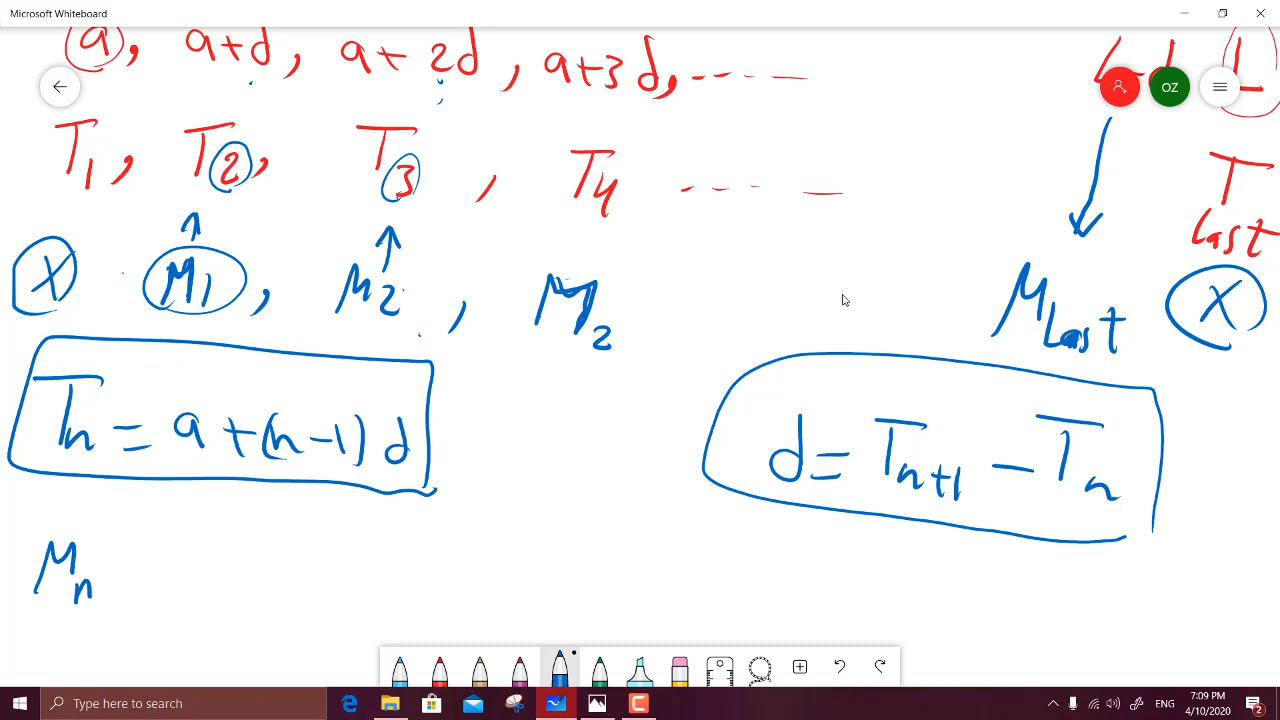 Microsoft Whiteboard
a, a+d, a+2d, a+3d, ----
L
OZ
T1, T2, T3, T4 ----
T Last
X M1, M2, M2 MLast X
Tn = a+(n-1)d
d = Tn+1 - Tn
Mn
Type here to search
ENG
7:09 PM
4/10/2020
2